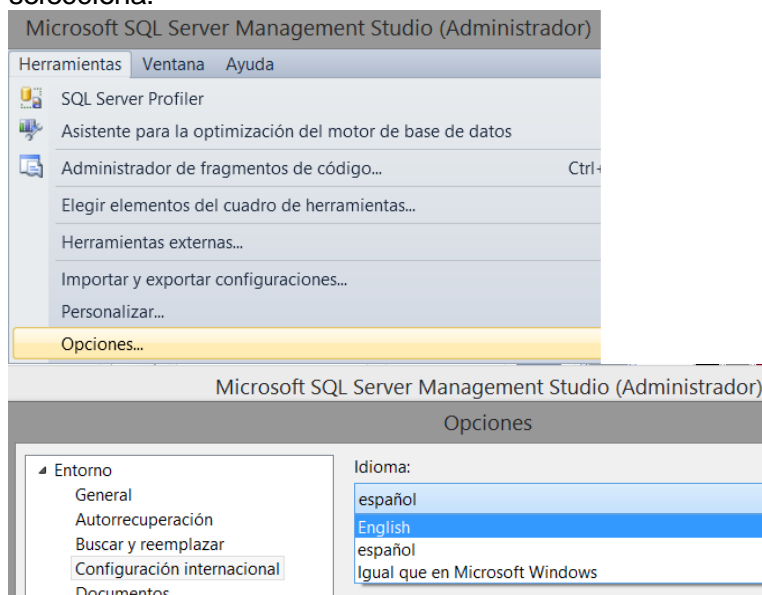 selecciona:
Microsoft SQL Server Management Studio (Administrador)
Herramientas Ventana Ayuda
SQL Server Profiler
Asistente para la optimización del motor de base de datos
Administrador de fragmentos de código... Ctrl+
Elegir elementos del cuadro de herramientas...
Herramientas externas...
Importar y exportar configuraciones...
Personalizar...
Opciones...
Microsoft SQL Server Management Studio (Administrador)
Opciones
Entorno
General
Autorrecuperación
Buscar y reemplazar
Configuración internacional
Documentos
Idioma:
español
English
español
Igual que en Microsoft Windows